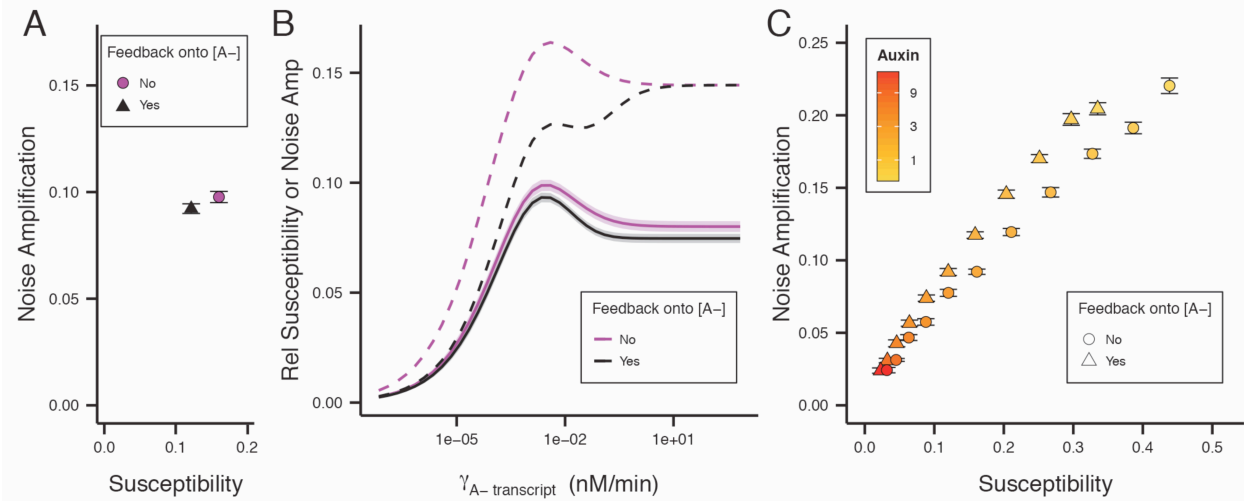 A
Feedback onto [A−]
No
Yes
Noise Amplification
0.15
0.10
0.05
0.00
0.0
0.1
0.2
Susceptibility
B
Rel Susceptibility or Noise Amp
0.15
0.10
0.05
0.00
Feedback onto [A−]
No
Yes
1e−05
1e−02
1e+01
γA− transcript (nM/min)
C
Noise Amplification
0.25
0.20
0.15
0.10
0.05
0.00
Auxin
9
3
1
Feedback onto [A−]
No
Yes
0.0
0.1
0.2
0.3
0.4
0.5
Susceptibility